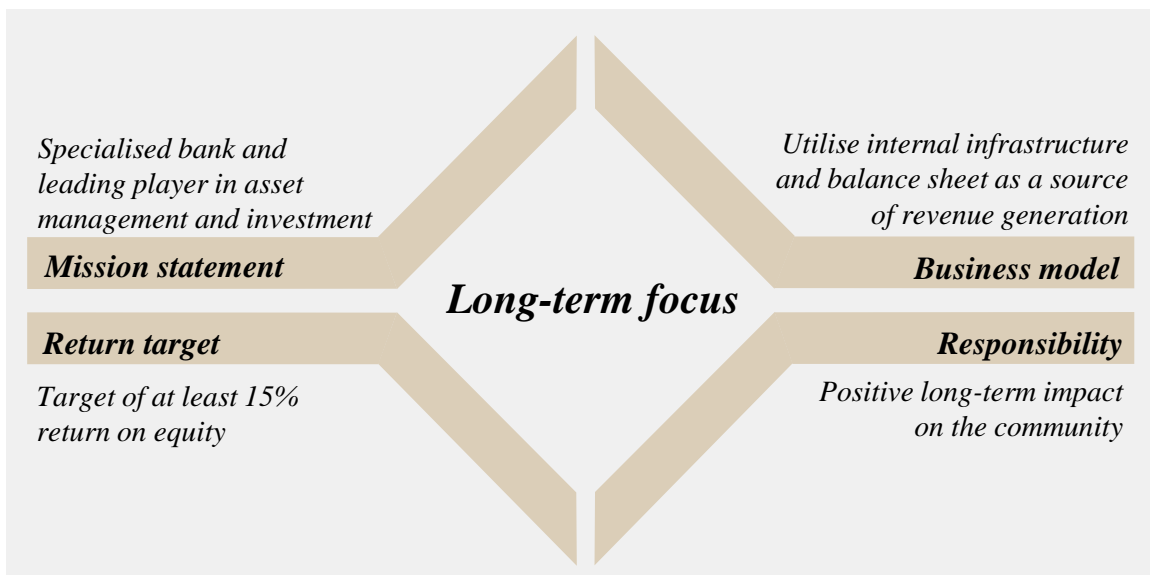 Specialised bank and
leading player in asset
management and investment
Mission statement
Utilise internal infrastructure
and balance sheet as a source
of revenue generation
Business model
Long-term focus
Return target
Target of at least 15%
return on equity
Responsibility
Positive long-term impact
on the community